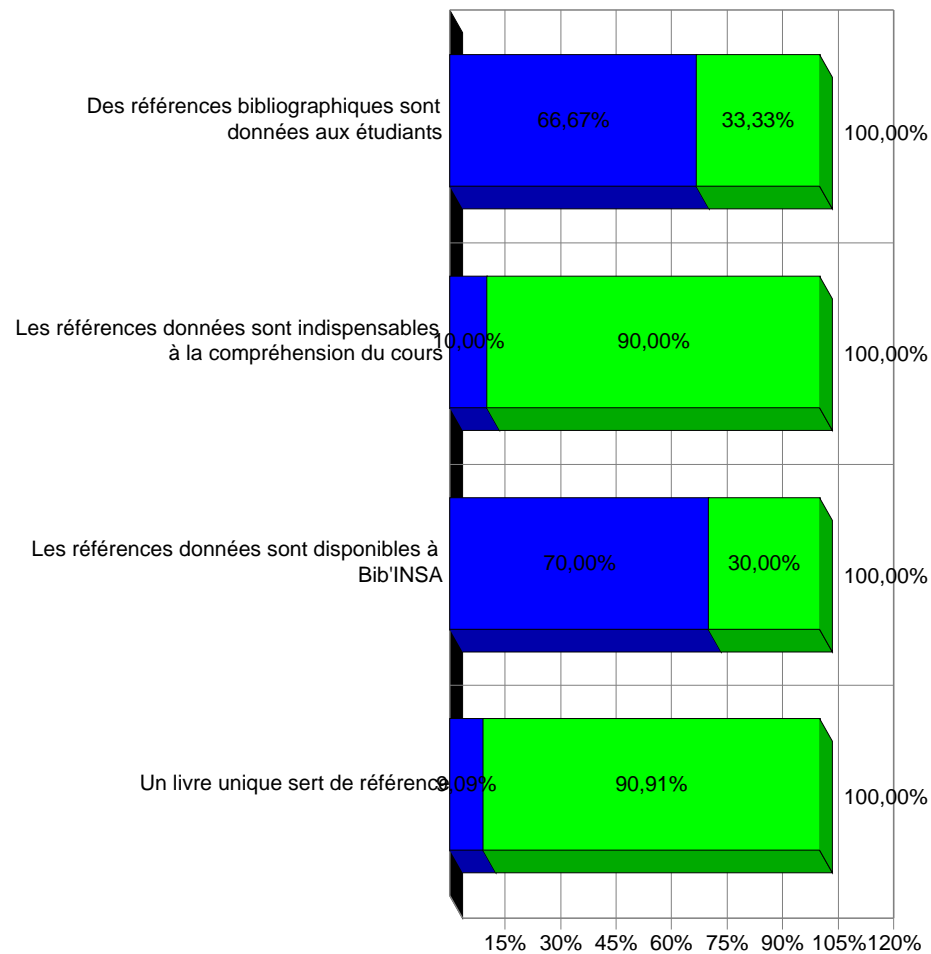 Des références bibliographiques sont
données aux étudiants
66,67%
33,33%
100,00%
Les références données sont indispensables
à la compréhension du cours
10,00%
90,00%
100,00%
Les références données sont disponibles à
Bib'INSA
70,00%
30,00%
100,00%
Un livre unique sert de référence
9,09%
90,91%
100,00%
15% 30% 45% 60% 75% 90% 105% 120%